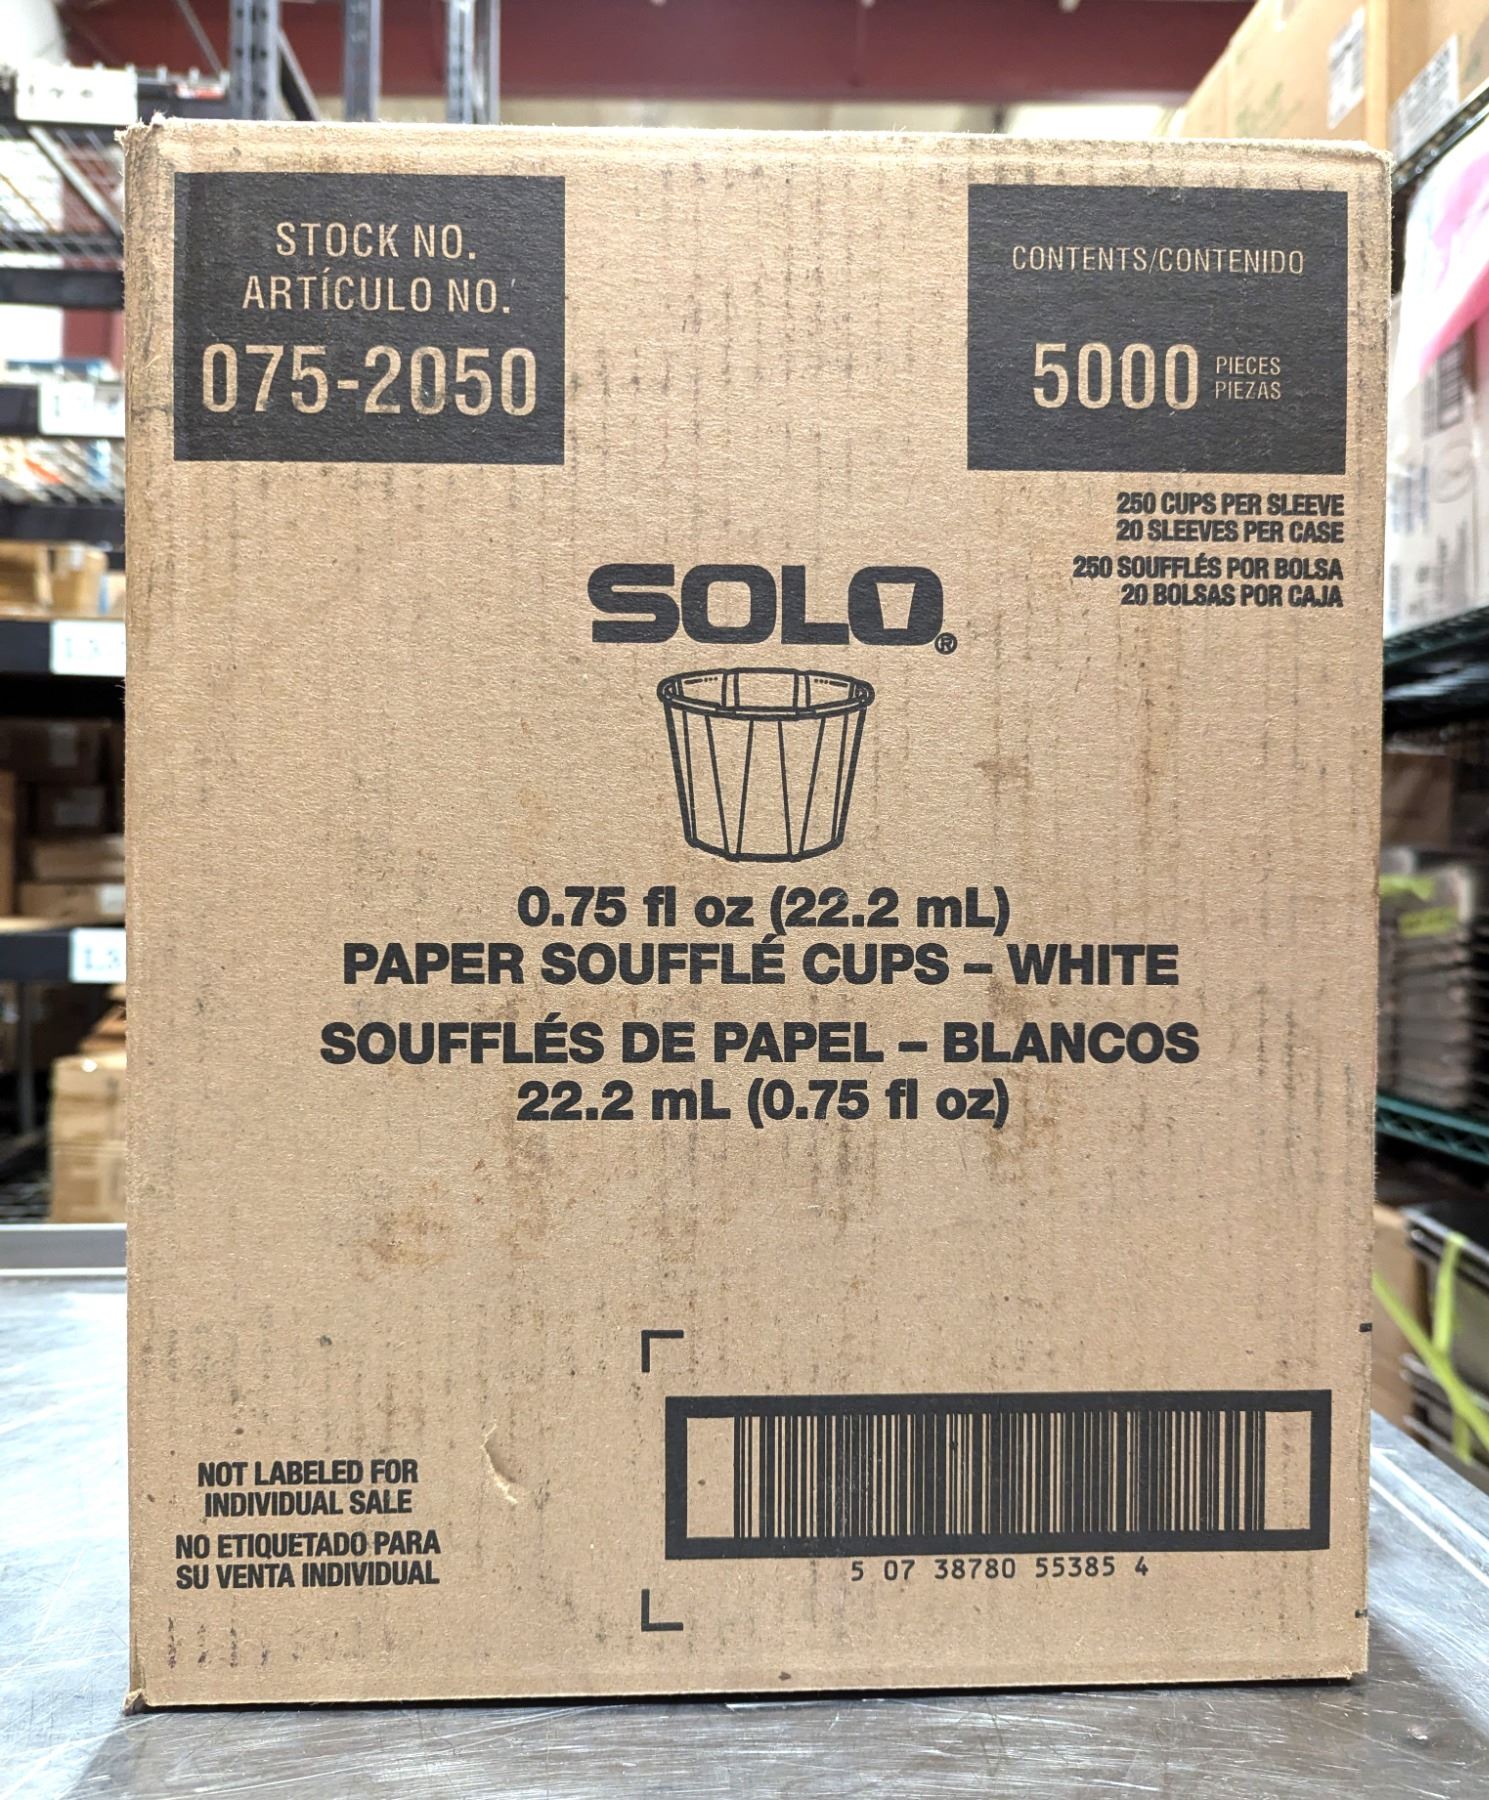 STOCK NO.
ARTÍCULO NO.
075-2050
CONTENTS/CONTENIDO
5000 PIECES
PIEZAS
250 CUPS PER SLEEVE
20 SLEEVES PER CASE
250 SOUFFLÉS POR BOLSA
20 BOLSAS POR CAJA
SOLO®
0.75 fl oz (22.2 mL)
PAPER SOUFFLÉ CUPS – WHITE
SOUFFLÉS DE PAPEL – BLANCOS
22.2 mL (0.75 fl oz)
NOT LABELED FOR
INDIVIDUAL SALE
NO ETIQUETADO PARA
SU VENTA INDIVIDUAL
5 07 38780 55385 4